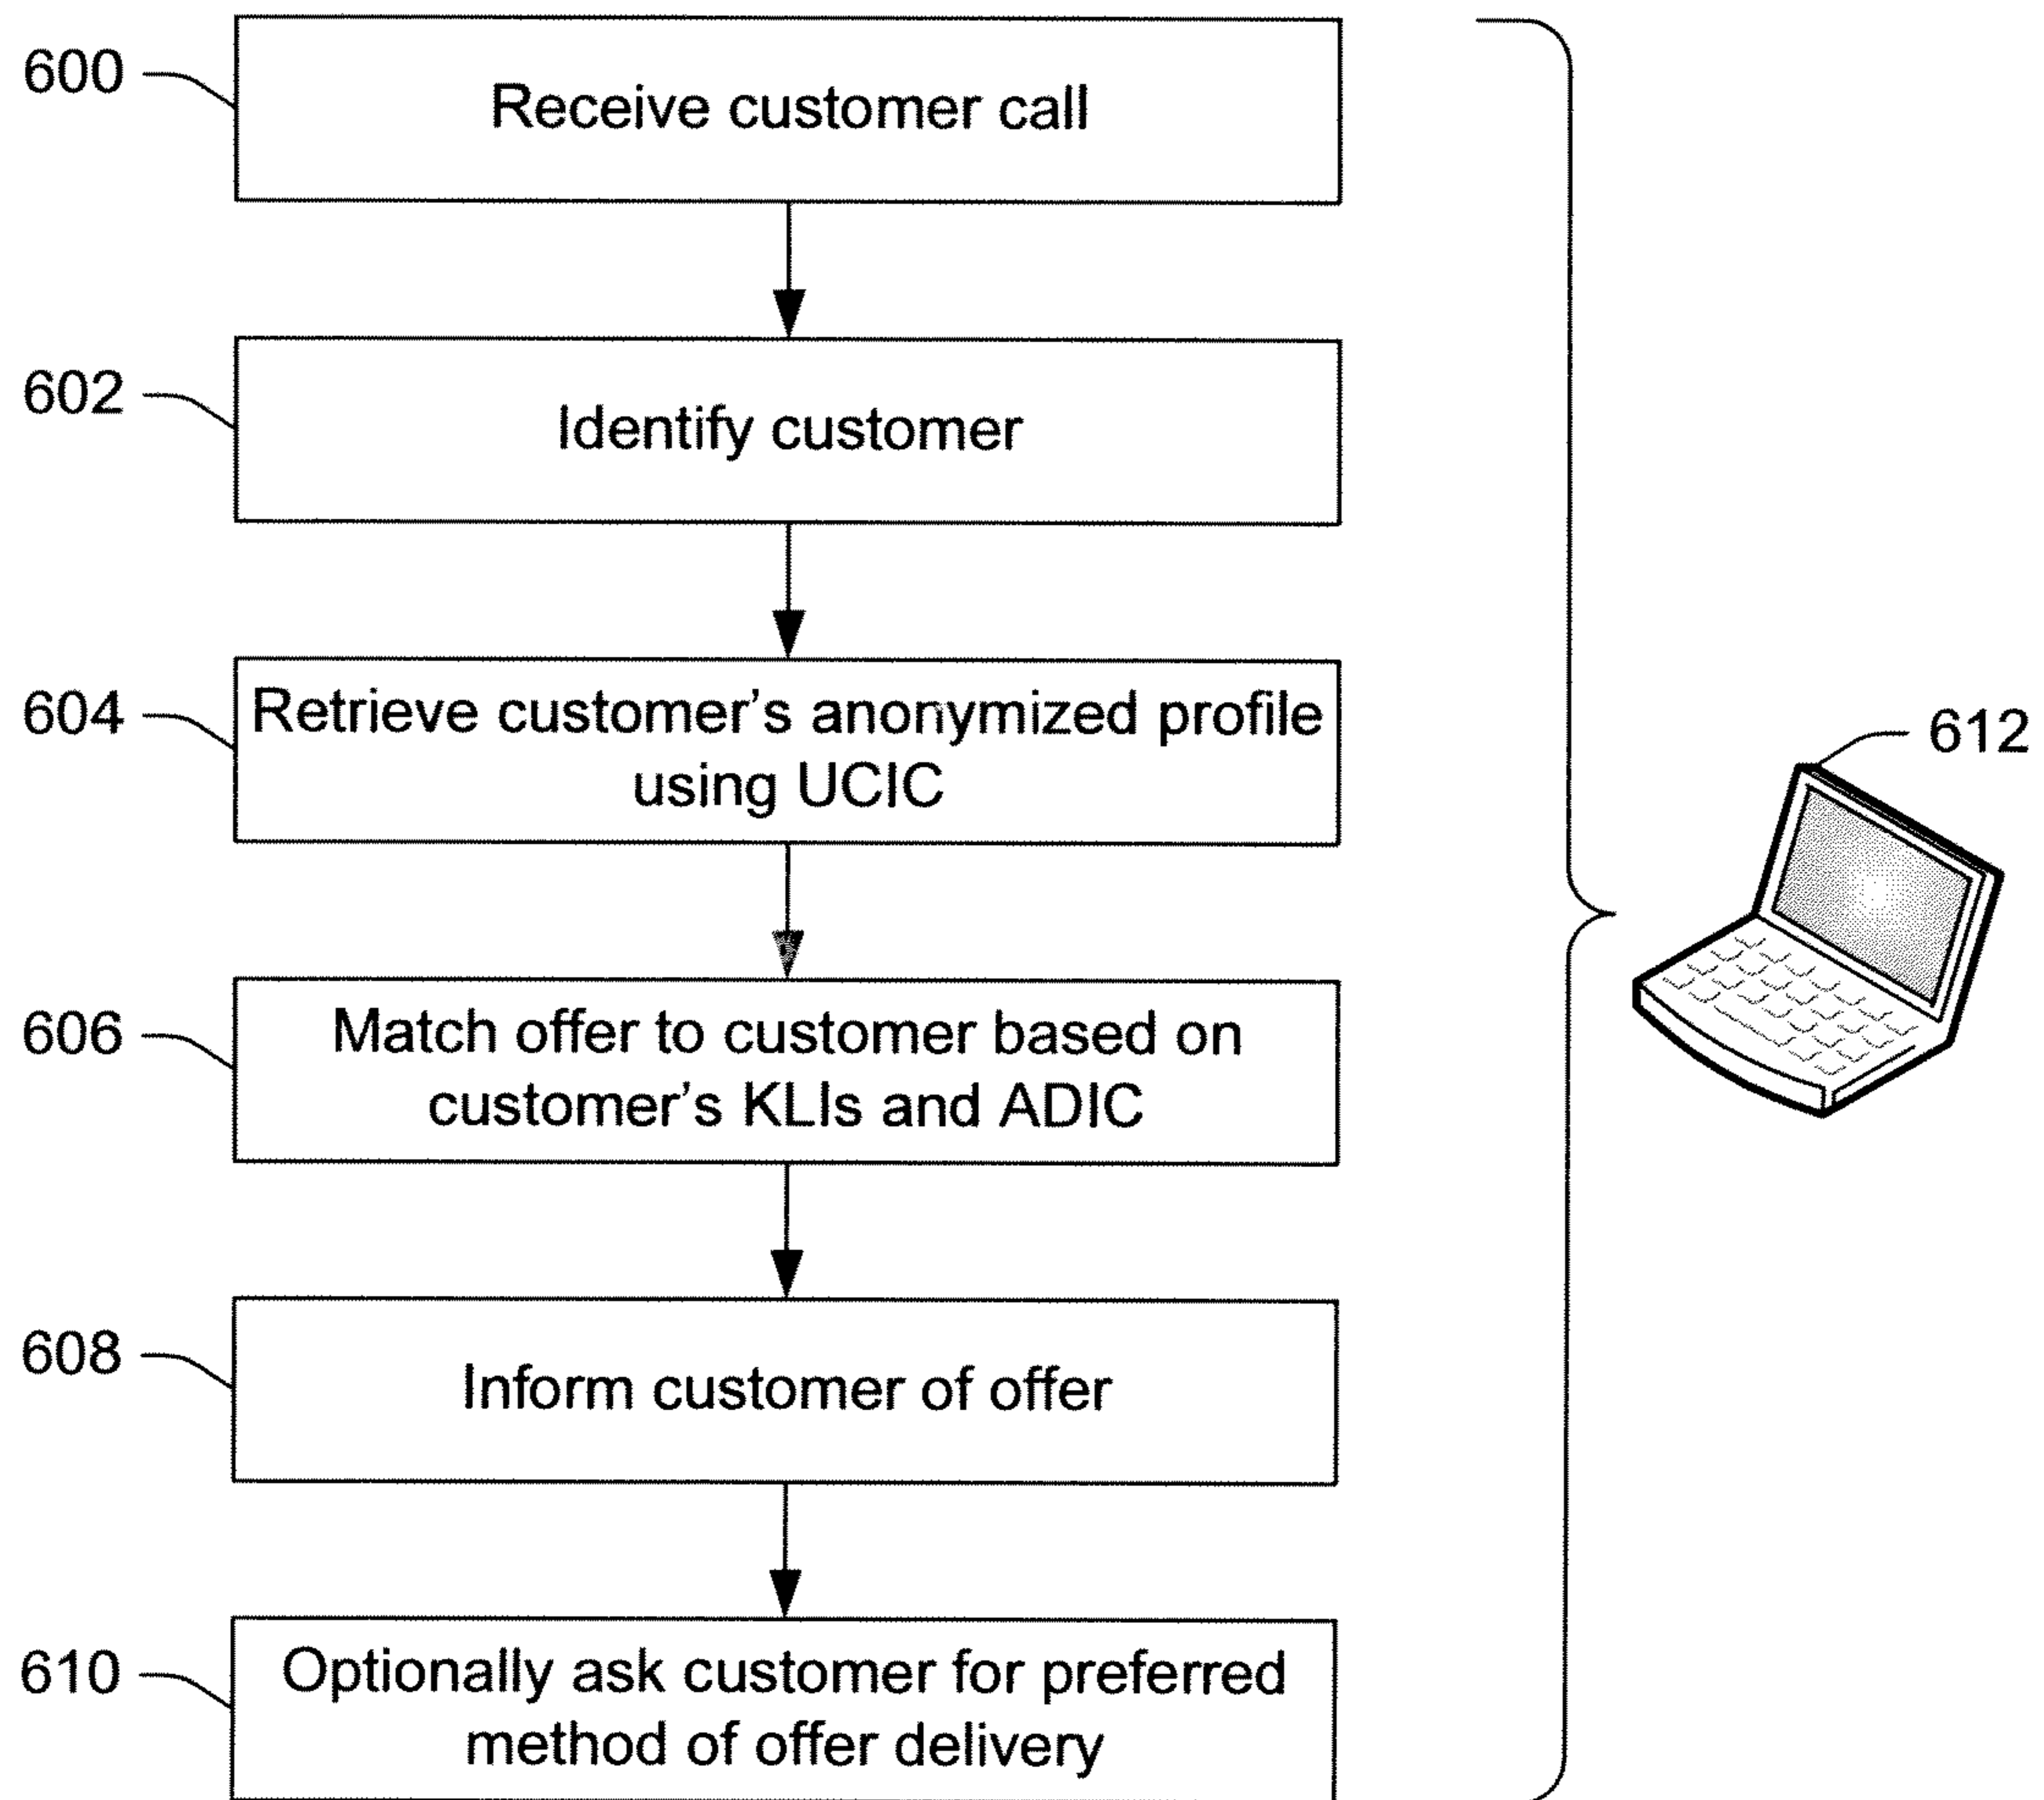 600
Receive customer call
602
Identify customer
604
Retrieve customer's anonymized profile
using UCIC
612
606
Match offer to customer based on
customer's KLIs and ADIC
608
Inform customer of offer
610
Optionally ask customer for preferred
method of offer delivery